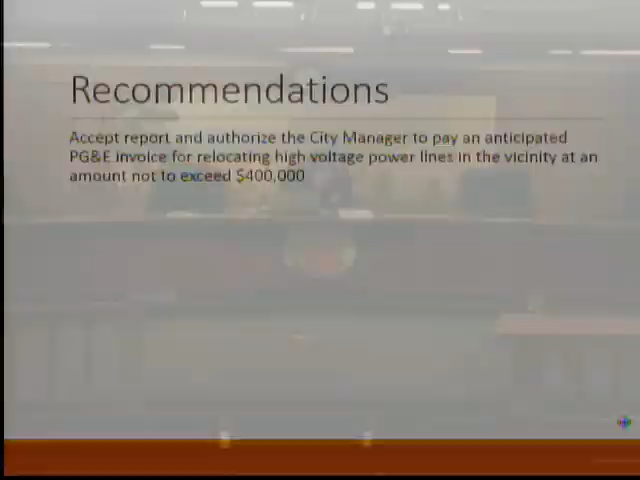 Recommendations
Accept report and authorize the City Manager to pay an anticipated
PG&E invoice for relocating high voltage power lines in the vicinity at an
amount not to exceed $400,000